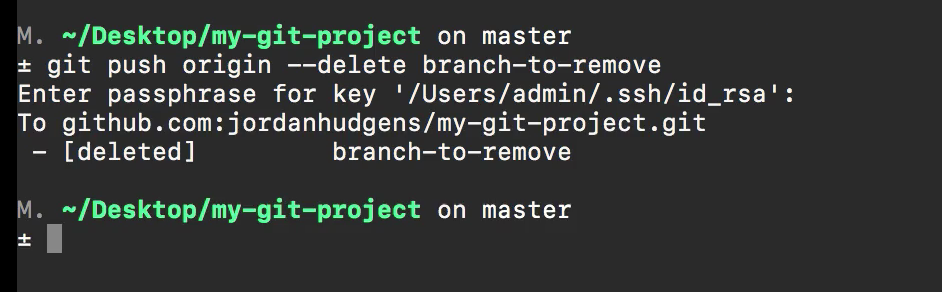 M. ~/Desktop/my-git-project on master
± git push origin --delete branch-to-remove
Enter passphrase for key '/Users/admin/.ssh/id_rsa':
To github.com:jordanhudgens/my-git-project.git
 - [deleted]         branch-to-remove
M. ~/Desktop/my-git-project on master
±